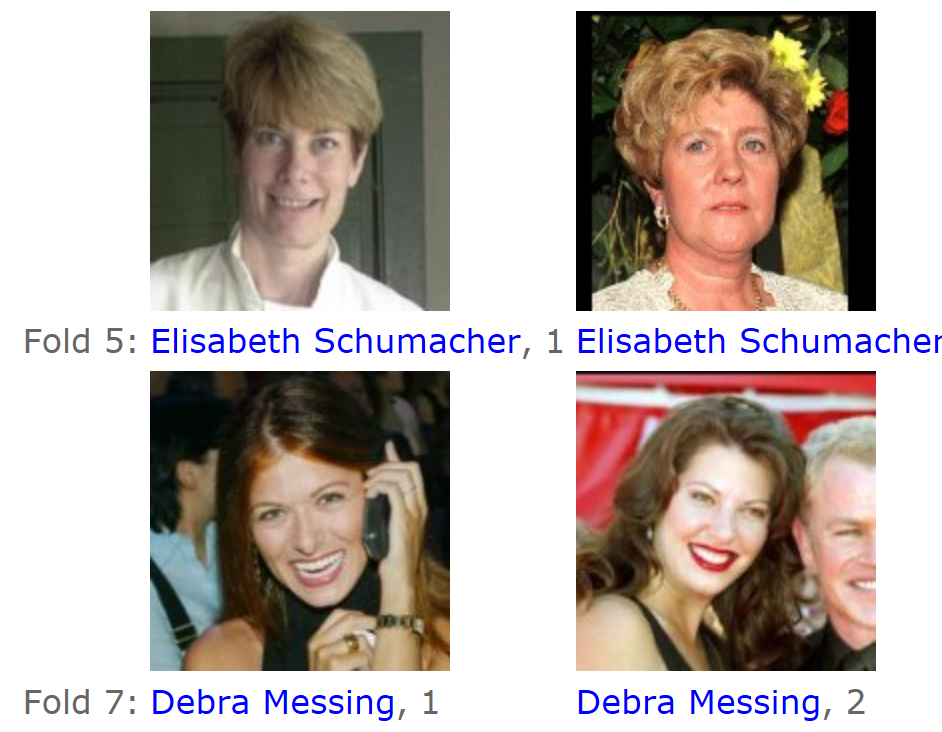 Fold 5: Elisabeth Schumacher, 1 Elisabeth Schumacher
Fold 7: Debra Messing, 1 Debra Messing, 2